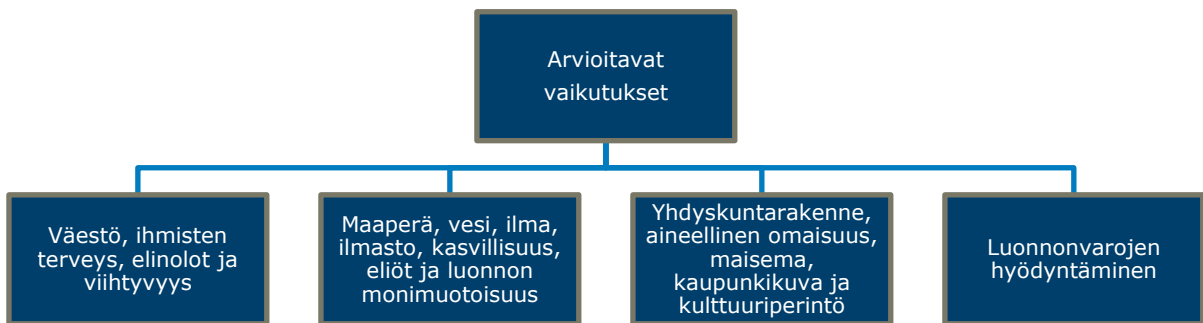 Arvioitavat
vaikutukset
Väestö, ihmisten
terveys, elinolot ja
viihtyvyys
Maaperä, vesi, ilma,
ilmasto, kasvillisuus,
eliöt ja luonnon
monimuotoisuus
Yhdyskuntarakenne,
aineellinen omaisuus,
maisema,
kaupunkikuva ja
kulttuuriperintö
Luonnonvarojen
hyödyntäminen